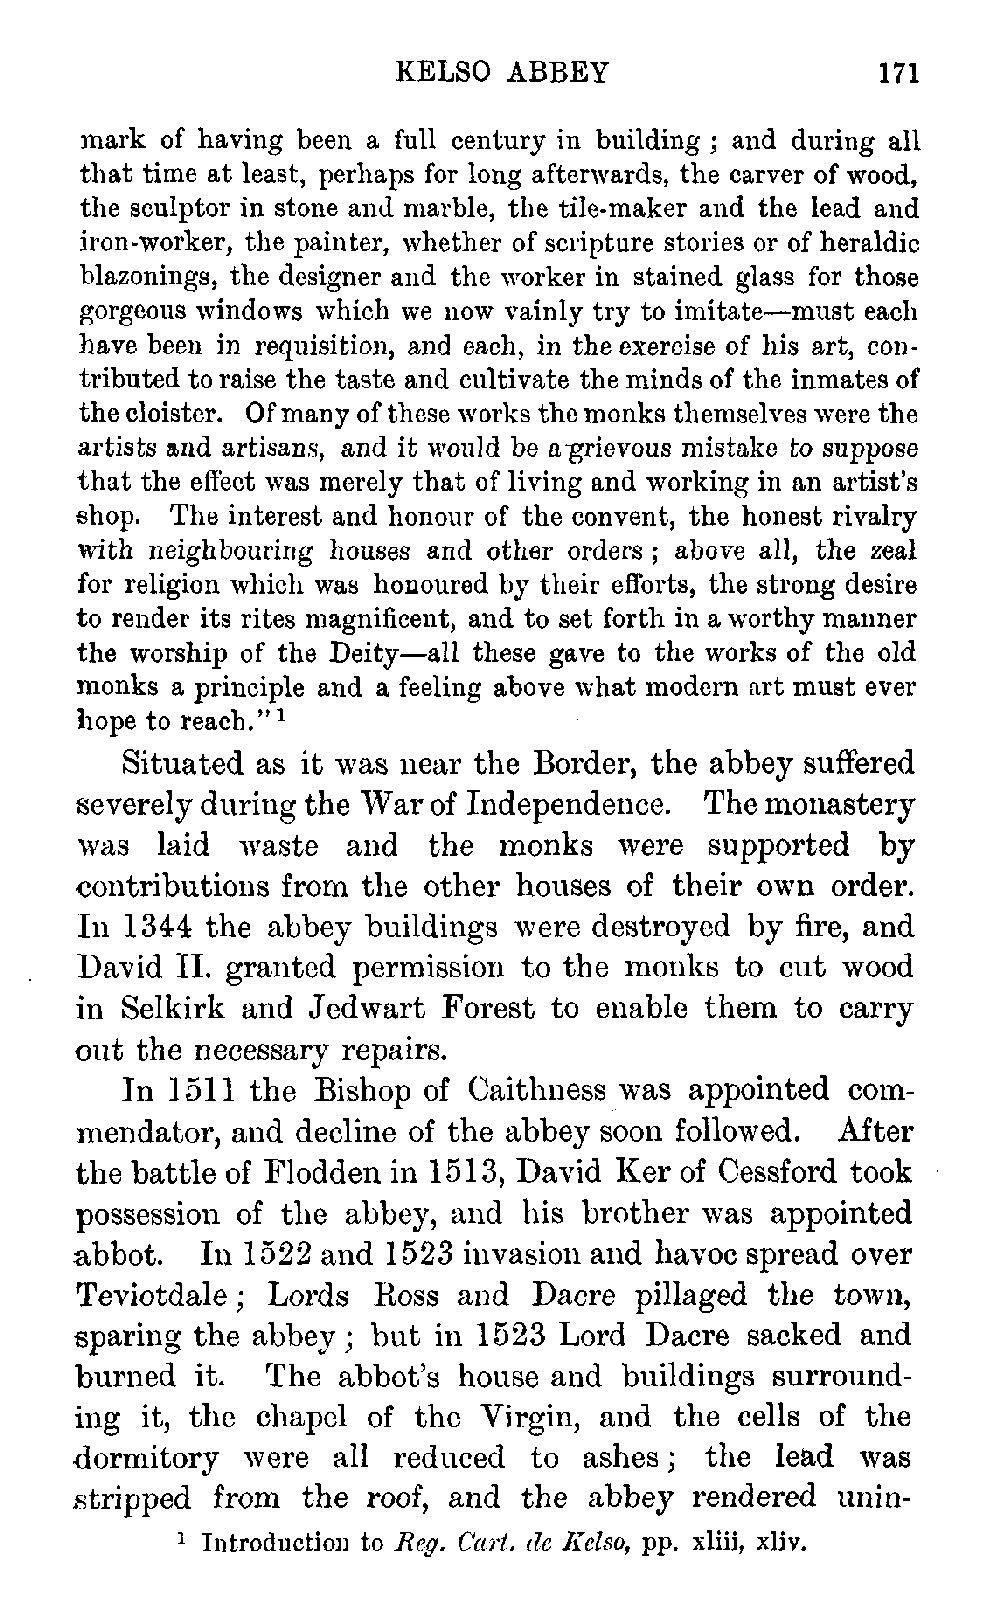 KELSO ABBEY 171
mark of having been a full century in building ; and during all
that time at least, perhaps for long afterwards, the carver of wood,
the sculptor in stone and marble, the tile-maker and the lead and
iron-worker, the painter, whether of scripture stories or of heraldic
blazonings, the designer and the worker in stained glass for those
gorgeous windows which we now vainly try to imitate—must each
have been in requisition, and each, in the exercise of his art, con-
tributed to raise the taste and cultivate the minds of the inmates of
the cloister. Of many of these works the monks themselves were the
artists and artisans, and it would be a grievous mistake to suppose
that the effect was merely that of living and working in an artist's
shop. The interest and honour of the convent, the honest rivalry
with neighbouring houses and other orders ; above all, the zeal
for religion which was honoured by their efforts, the strong desire
to render its rites magnificent, and to set forth in a worthy manner
the worship of the Deity—all these gave to the works of the old
monks a principle and a feeling above what modern art must ever
hope to reach." 1
Situated as it was near the Border, the abbey suffered
severely during the War of Independence. The monastery
was laid waste and the monks were supported by
contributions from the other houses of their own order.
In 1344 the abbey buildings were destroyed by fire, and
David II. granted permission to the monks to cut wood
in Selkirk and Jedwart Forest to enable them to carry
out the necessary repairs.
In 1511 the Bishop of Caithness was appointed com-
mendator, and decline of the abbey soon followed. After
the battle of Flodden in 1513, David Ker of Cessford took
possession of the abbey, and his brother was appointed
abbot. In 1522 and 1523 invasion and havoc spread over
Teviotdale ; Lords Ross and Dacre pillaged the town,
sparing the abbey ; but in 1523 Lord Dacre sacked and
burned it. The abbot's house and buildings surround-
ing it, the chapel of the Virgin, and the cells of the
dormitory were all reduced to ashes ; the lead was
stripped from the roof, and the abbey rendered unin-
1 Introduction to Reg. Cart. de Kelso, pp. xliii, xliv.